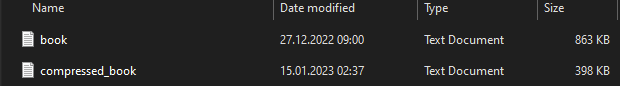 Name Date modified Type Size
book 27.12.2022 09:00 Text Document 863 KB
compressed_book 15.01.2023 02:37 Text Document 398 KB